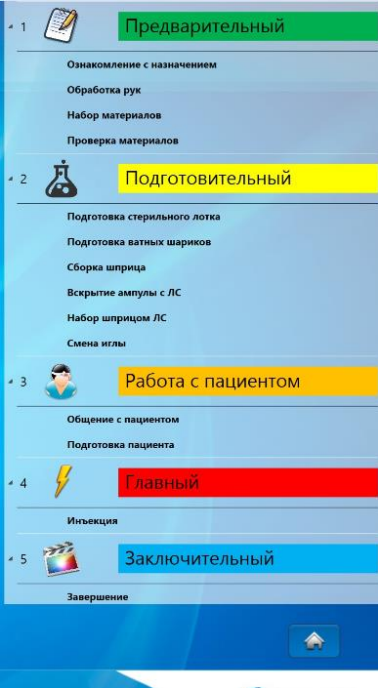 1 Предварительный
Ознакомление с назначением
Обработка рук
Набор материалов
Проверка материалов
2 Подготовительный
Подготовка стерильного лотка
Подготовка ватных шариков
Сборка шприца
Вскрытие ампулы с ЛС
Набор шприцом ЛС
Смена иглы
3 Работа с пациентом
Общение с пациентом
Подготовка пациента
4 Главный
Инъекция
5 Заключительный
Завершение